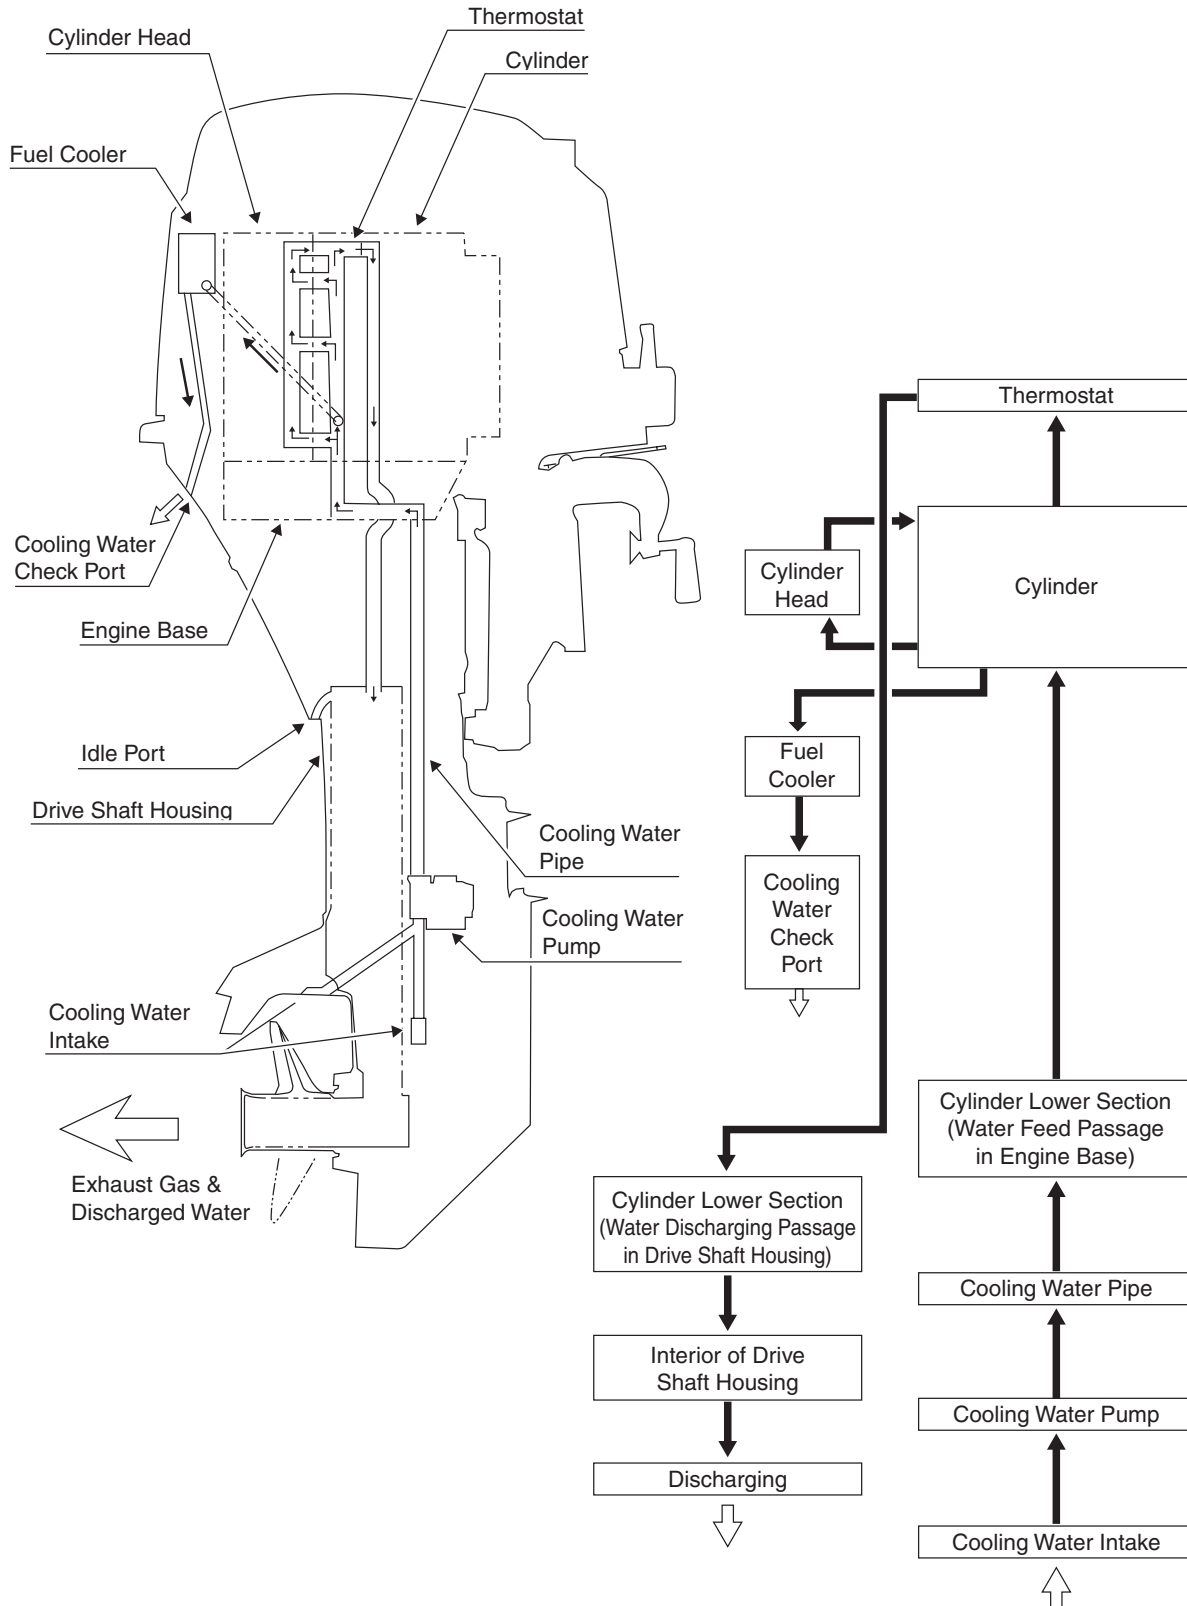 Thermostat
Cylinder Head
Cylinder
Fuel Cooler
Cooling Water
Check Port
Engine Base
Idle Port
Drive Shaft Housing
Cooling Water
Pipe
Cooling Water
Pump
Cooling Water
Intake
Exhaust Gas &
Discharged Water
Thermostat
Cylinder
Head
Cylinder
Fuel
Cooler
Cooling
Water
Check
Port
Cylinder Lower Section
(Water Feed Passage
in Engine Base)
Cylinder Lower Section
(Water Discharging Passage
in Drive Shaft Housing)
Cooling Water Pipe
Interior of Drive
Shaft Housing
Cooling Water Pump
Discharging
Cooling Water Intake